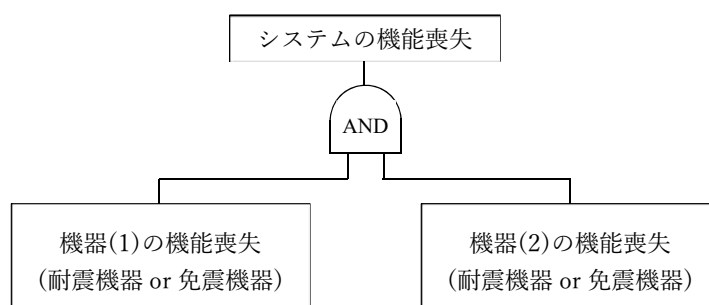 システムの機能喪失
AND
機器(1)の機能喪失
(耐震機器 or 免震機器)
機器(2)の機能喪失
(耐震機器 or 免震機器)